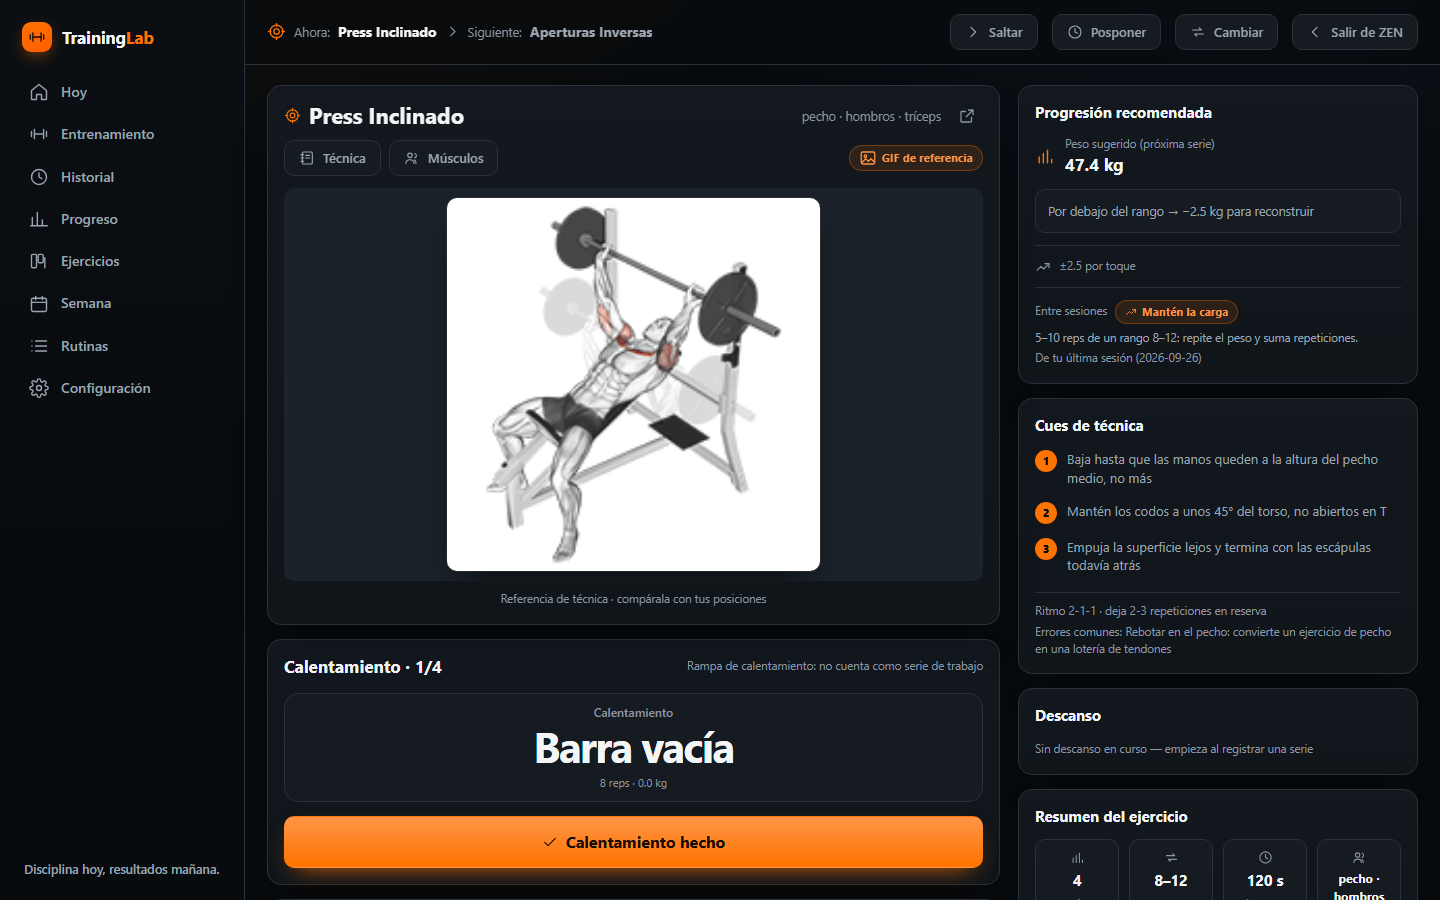 TrainingLab
Hoy
Entrenamiento
Historial
Progreso
Ejercicios
Semana
Rutinas
Configuración
Disciplina hoy, resultados mañana.
Ahora: Press Inclinado > Siguiente: Aperturas Inversas
Saltar
Posponer
Cambiar
Salir de ZEN
Press Inclinado
pecho · hombros · tríceps
Técnica
Músculos
GIF de referencia
Referencia de técnica · compárala con tus posiciones
Calentamiento · 1/4
Rampa de calentamiento: no cuenta como serie de trabajo
Calentamiento
Barra vacía
8 reps · 0.0 kg
Calentamiento hecho
Progresión recomendada
Peso sugerido (próxima serie)
47.4 kg
Por debajo del rango → −2.5 kg para reconstruir
±2.5 por toque
Entre sesiones
Mantén la carga
5–10 reps de un rango 8–12: repite el peso y suma repeticiones.
De tu última sesión (2026-09-26)
Cues de técnica
1 Baja hasta que las manos queden a la altura del pecho
medio, no más
2 Mantén los codos a unos 45° del torso, no abiertos en T
3 Empuja la superficie lejos y termina con las escápulas
todavía atrás
Ritmo 2-1-1 · deja 2-3 repeticiones en reserva
Errores comunes: Rebotar en el pecho: convierte un ejercicio de pecho
en una lotería de tendones
Descanso
Sin descanso en curso — empieza al registrar una serie
Resumen del ejercicio
4
8–12
120 s
pecho ·
hombros